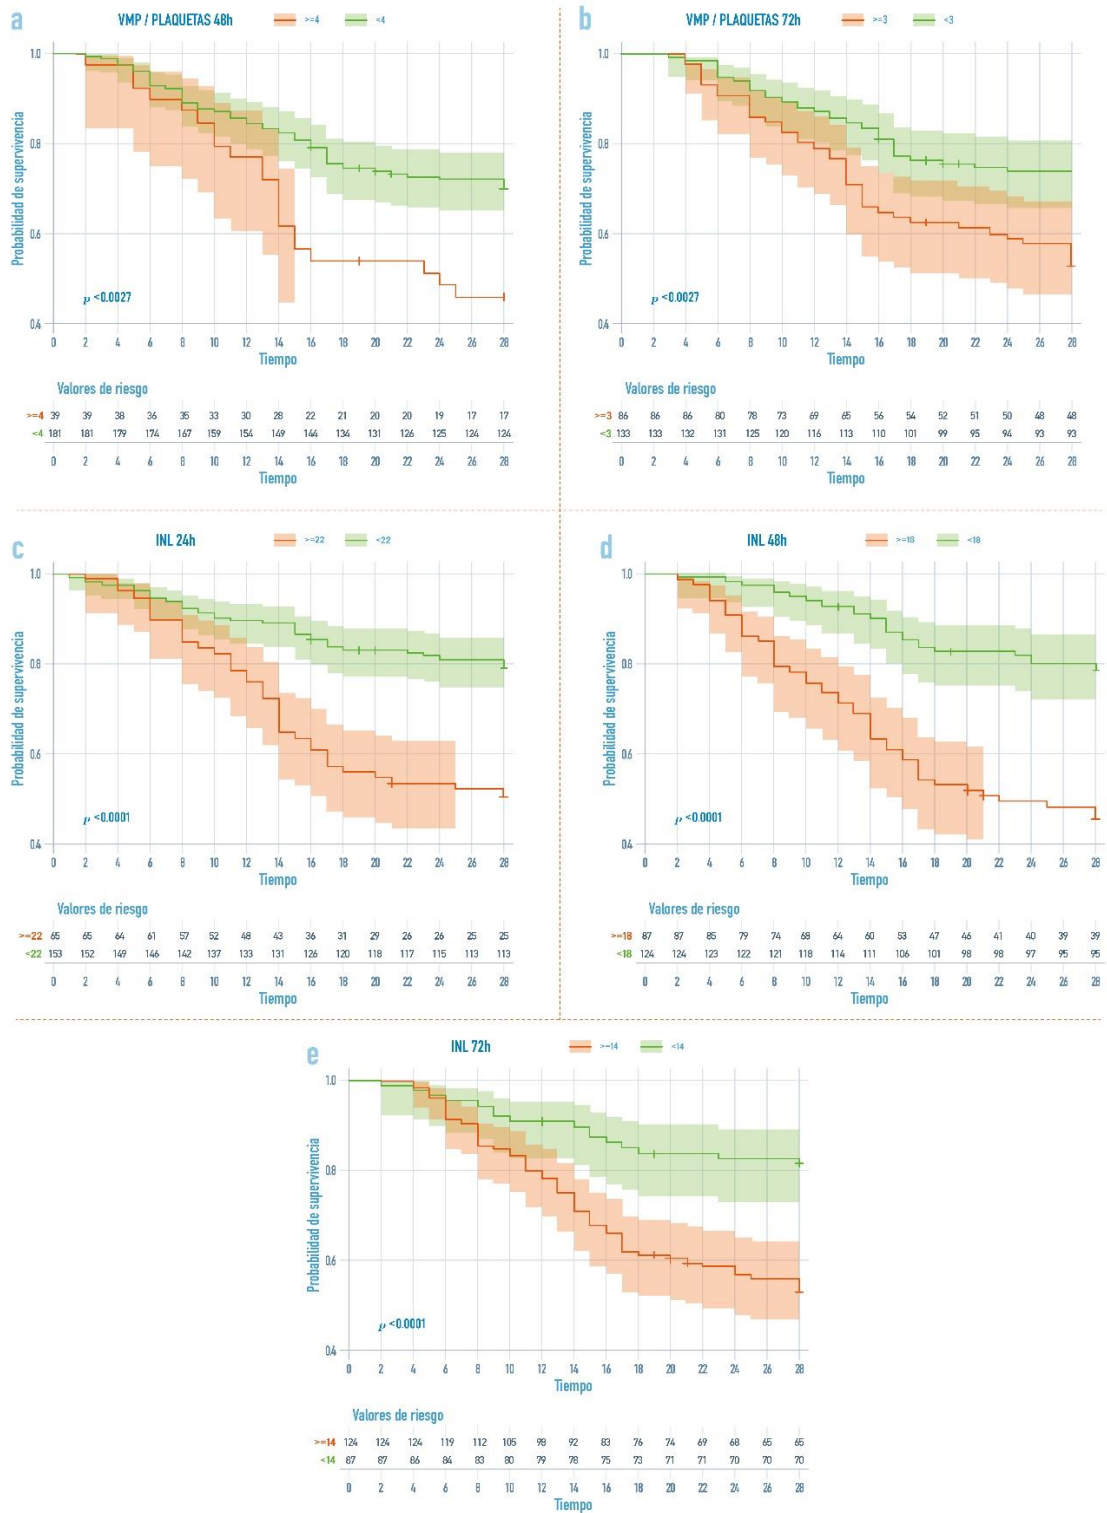 a VMP / PLAQUETAS 48h >=4 <4
Probabilidad de supervivencia
1.0
0.8
0.6
0.4
p <0.0027
0 2 4 6 8 10 12 14 16 18 20 22 24 26 28
Tiempo
Valores de riesgo
>=4 39 39 38 36 35 33 30 28 22 21 20 20 19 17 17
<4 181 181 179 174 167 159 154 149 144 134 131 126 125 124 124
0 2 4 6 8 10 12 14 16 18 20 22 24 26 28
Tiempo
b VMP / PLAQUETAS 72h >=3 <3
Probabilidad de supervivencia
1.0
0.8
0.6
0.4
p <0.0027
0 2 4 6 8 10 12 14 16 18 20 22 24 26 28
Tiempo
Valores de riesgo
>=3 86 86 86 80 78 73 69 65 56 54 52 51 50 48 48
<3 133 133 132 131 125 120 116 113 110 101 99 95 94 93 93
0 2 4 6 8 10 12 14 16 18 20 22 24 26 28
Tiempo
c INL 24h >=22 <22
Probabilidad de supervivencia
1.0
0.8
0.6
0.4
p <0.0001
0 2 4 6 8 10 12 14 16 18 20 22 24 26 28
Tiempo
Valores de riesgo
>=22 65 65 64 61 57 52 48 43 36 31 29 26 26 25 25
<22 153 152 149 146 142 137 133 131 126 120 118 117 115 113 113
0 2 4 6 8 10 12 14 16 18 20 22 24 26 28
Tiempo
d INL 48h >=18 <18
Probabilidad de supervivencia
1.0
0.8
0.6
0.4
p <0.0001
0 2 4 6 8 10 12 14 16 18 20 22 24 26 28
Tiempo
Valores de riesgo
>=18 87 87 85 79 74 68 64 60 53 47 46 41 40 39 39
<18 124 124 123 122 121 118 114 111 106 101 98 98 97 95 95
0 2 4 6 8 10 12 14 16 18 20 22 24 26 28
Tiempo
e INL 72h >=14 <14
Probabilidad de supervivencia
1.0
0.8
0.6
0.4
p <0.0001
0 2 4 6 8 10 12 14 16 18 20 22 24 26 28
Tiempo
Valores de riesgo
>=14 124 124 124 119 112 105 98 92 83 76 74 69 68 65 65
<14 87 87 86 84 83 80 79 78 75 73 71 71 70 70 70
0 2 4 6 8 10 12 14 16 18 20 22 24 26 28
Tiempo